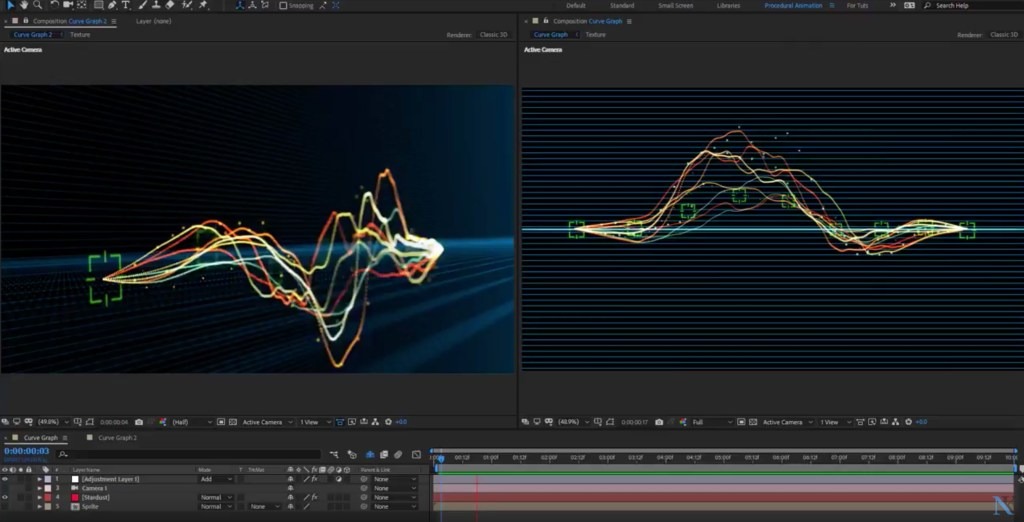 Snapping
Default
Standard
Small Screen
Libraries
Procedural Animation
For Tuts
Search Help
Composition Curve Graph 2
Layer (none)
Curve Graph 2
Texture
Renderer:
Classic 3D
Active Camera
Composition Curve Graph
Curve Graph
Texture
Renderer:
Classic 3D
Active Camera
(49.8%)
0:00:00:04
(Half)
Active Camera
1 View
+0.0
(48.9%)
0:00:00:17
Full
Active Camera
1 View
+0.0
Curve Graph
Curve Graph 2
0:00:00:03
00:12f
01:00f
01:12f
02:00f
02:12f
03:00f
03:12f
04:00f
04:12f
05:00f
05:12f
06:00f
06:12f
07:00f
07:12f
08:00f
08:12f
09:00f
09:12f
10:0
# Layer Name
Mode
T TrkMat
Parent & Link
1 [Adjustment Layer 1]
Add
None
2 Camera 1
None
4 [Stardust]
Normal
None
5 Sprite
Normal
None
None
N